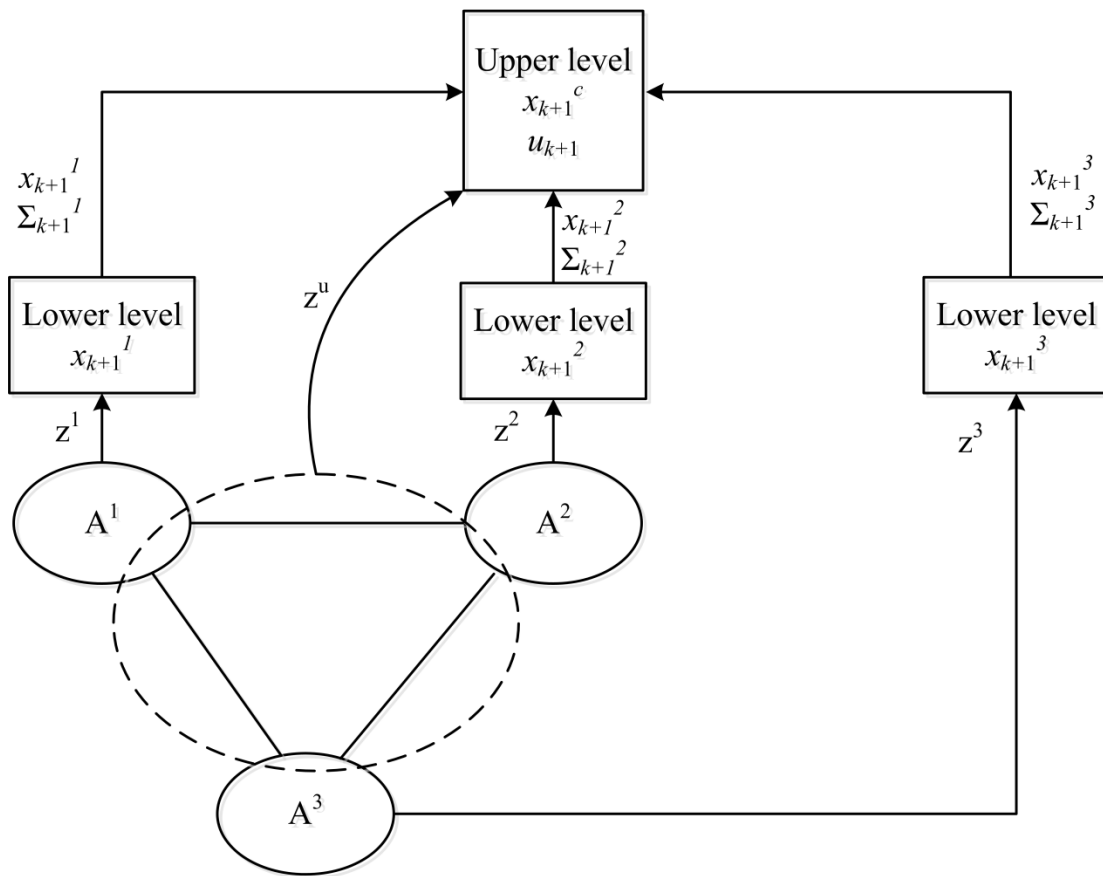 Upper level
x_{k+1}^c
u_{k+1}
x_{k+1}^1
Σ_{k+1}^1
x_{k+1}^2
Σ_{k+1}^2
x_{k+1}^3
Σ_{k+1}^3
z^u
Lower level
x_{k+1}^1
Lower level
x_{k+1}^2
Lower level
x_{k+1}^3
z^1
z^2
z^3
A^1
A^2
A^3